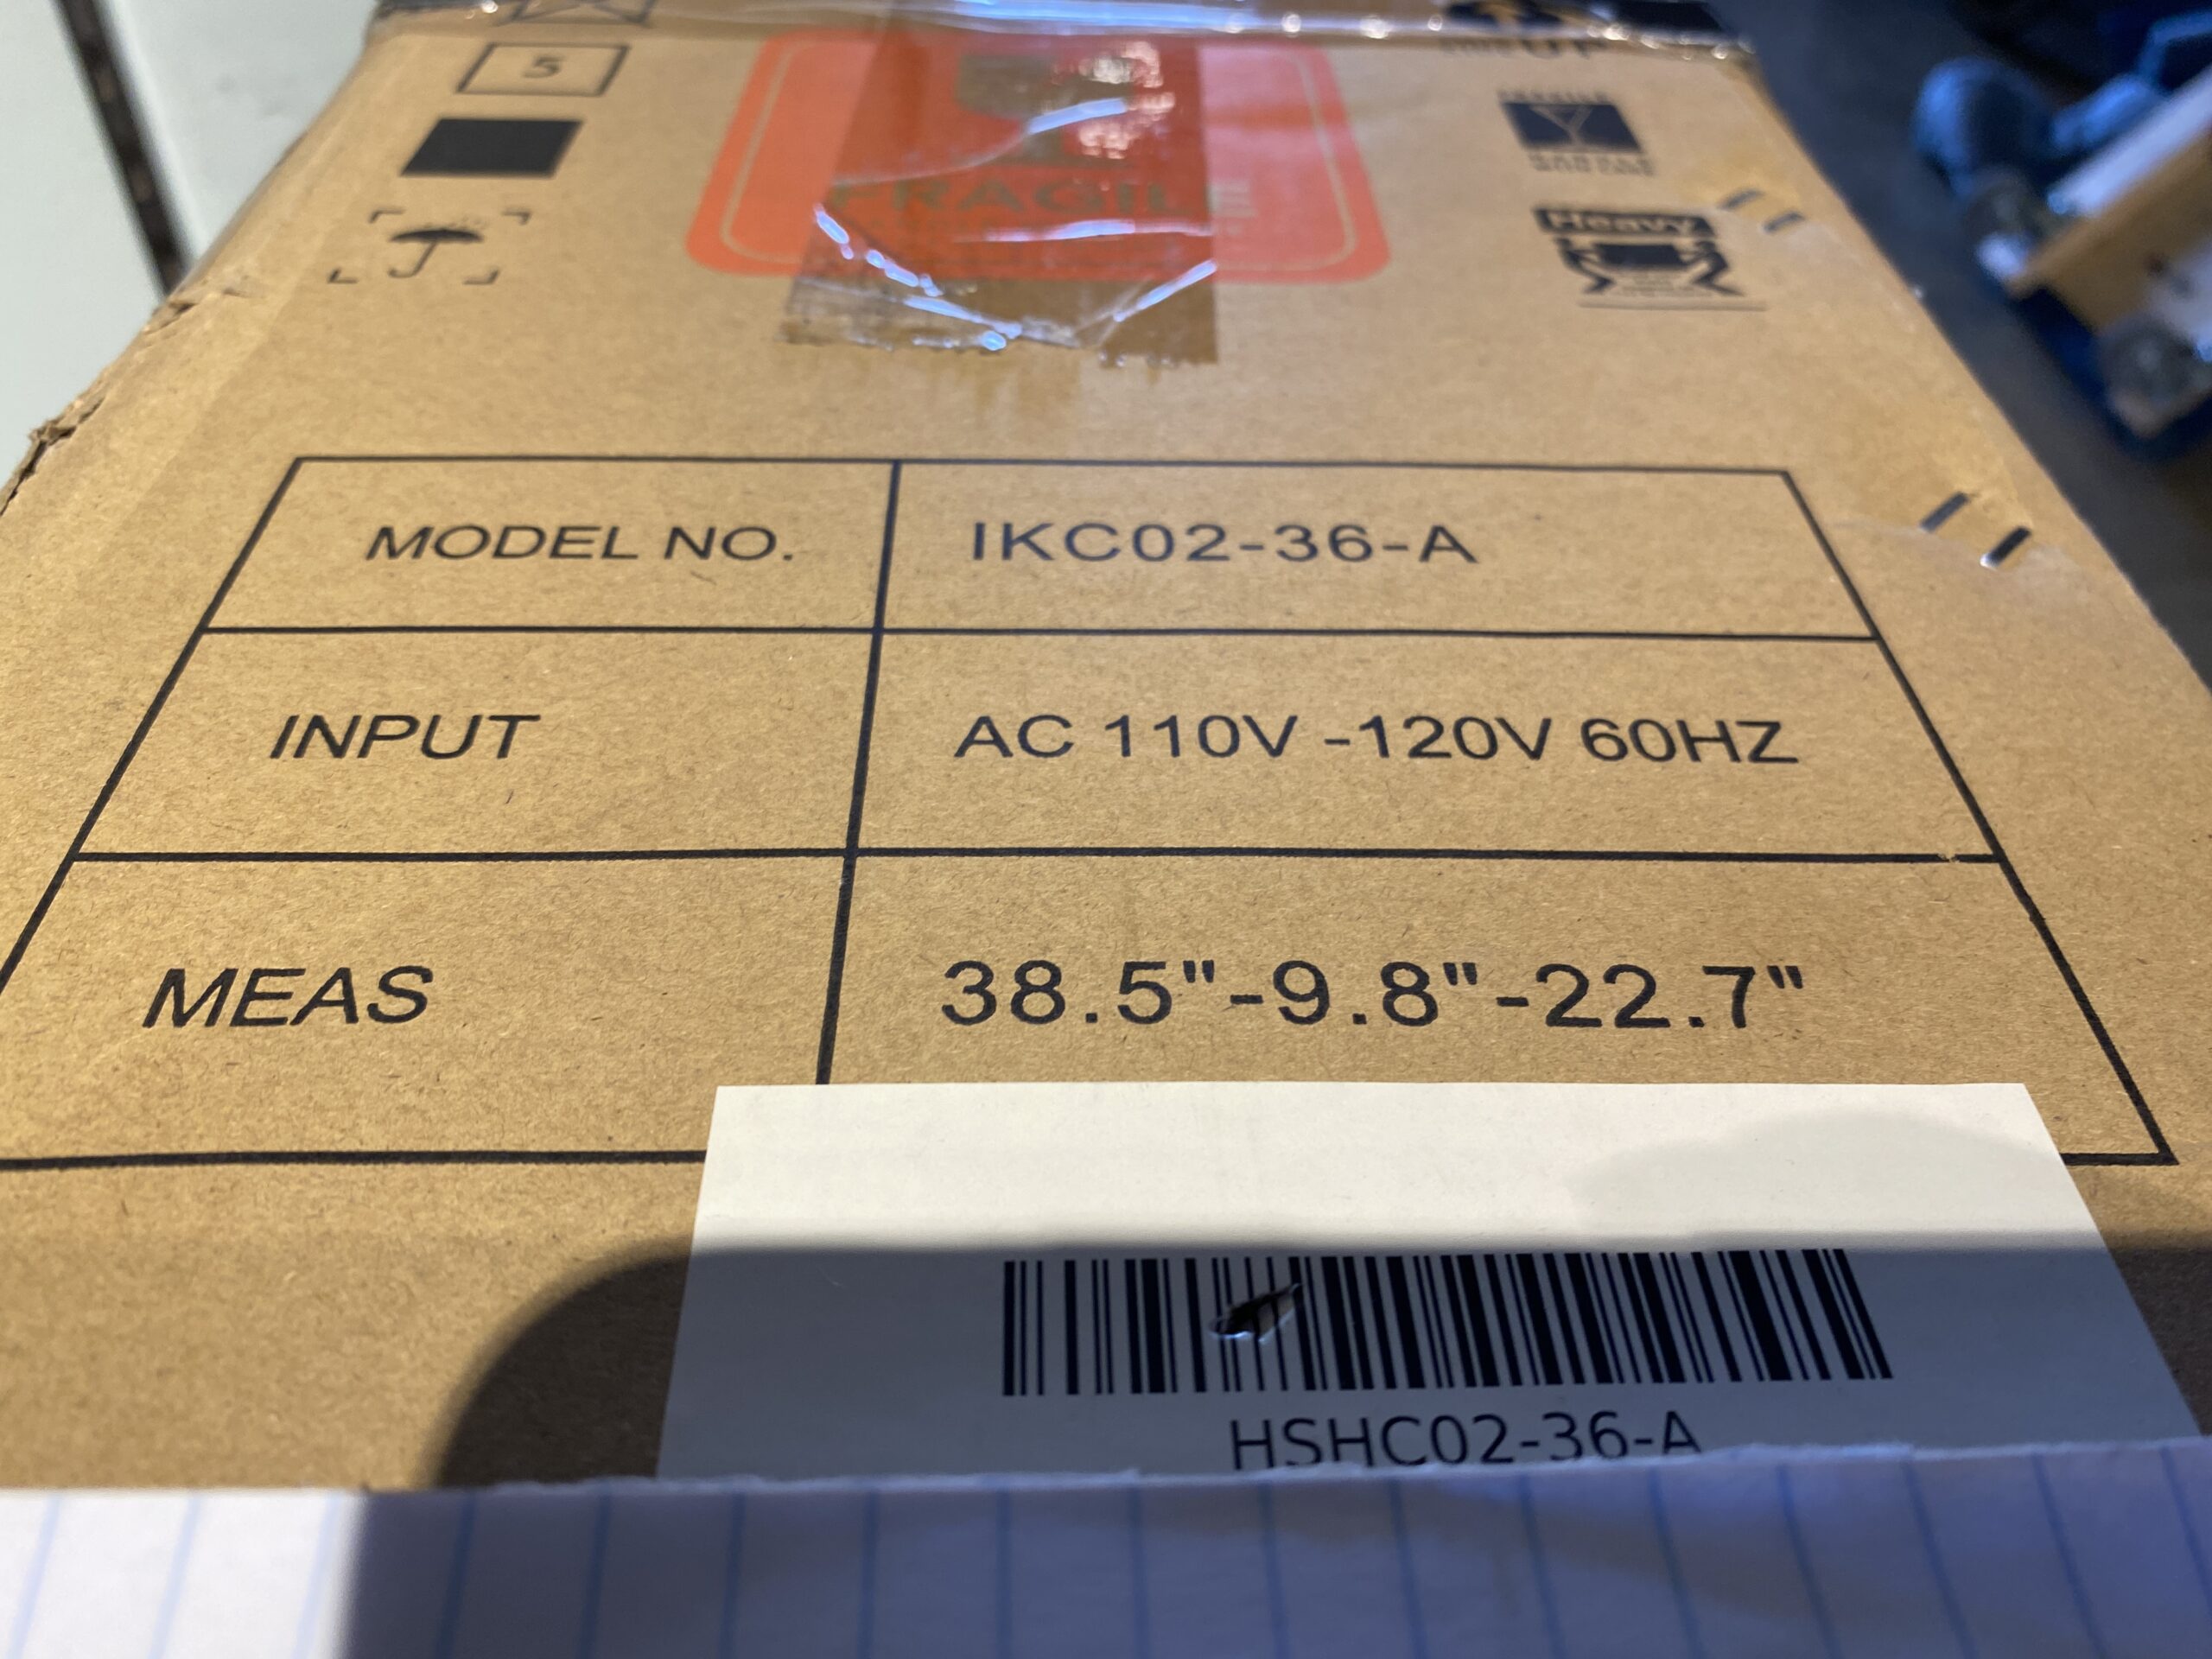 5
FRAGILE
Heavy
MODEL NO. IKC02-36-A
INPUT AC 110V -120V 60HZ
MEAS 38.5"-9.8"-22.7"
HSHC02-36-A